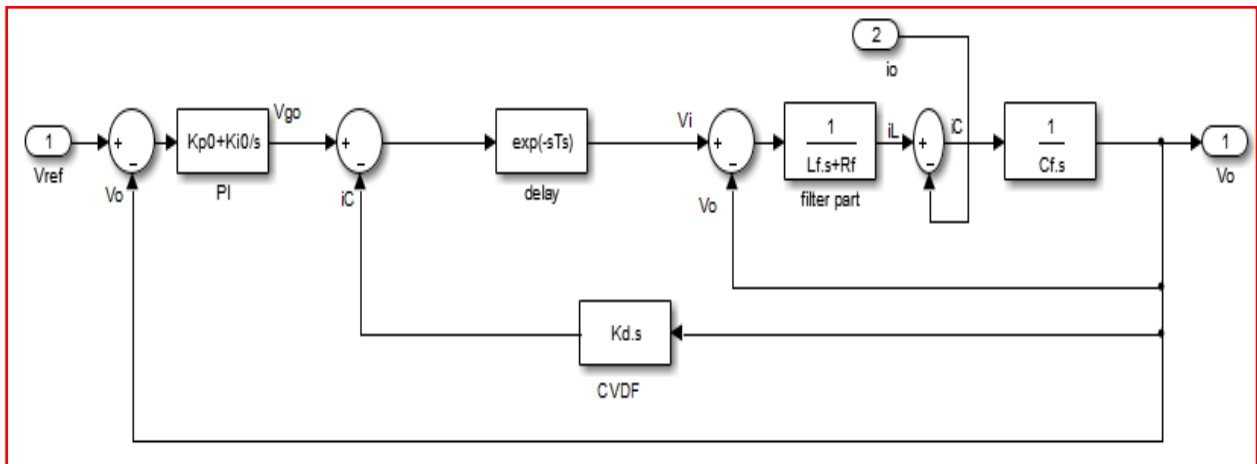 2
io
1
Vref
+
−
Vo
Kp0+Ki0/s
PI
Vgo
+
−
iC
exp(-sTs)
delay
Vi
+
−
Vo
1
Lf.s+Rf
filter part
iL
+
−
iC
1
Cf.s
1
Vo
Kd.s
CVDF